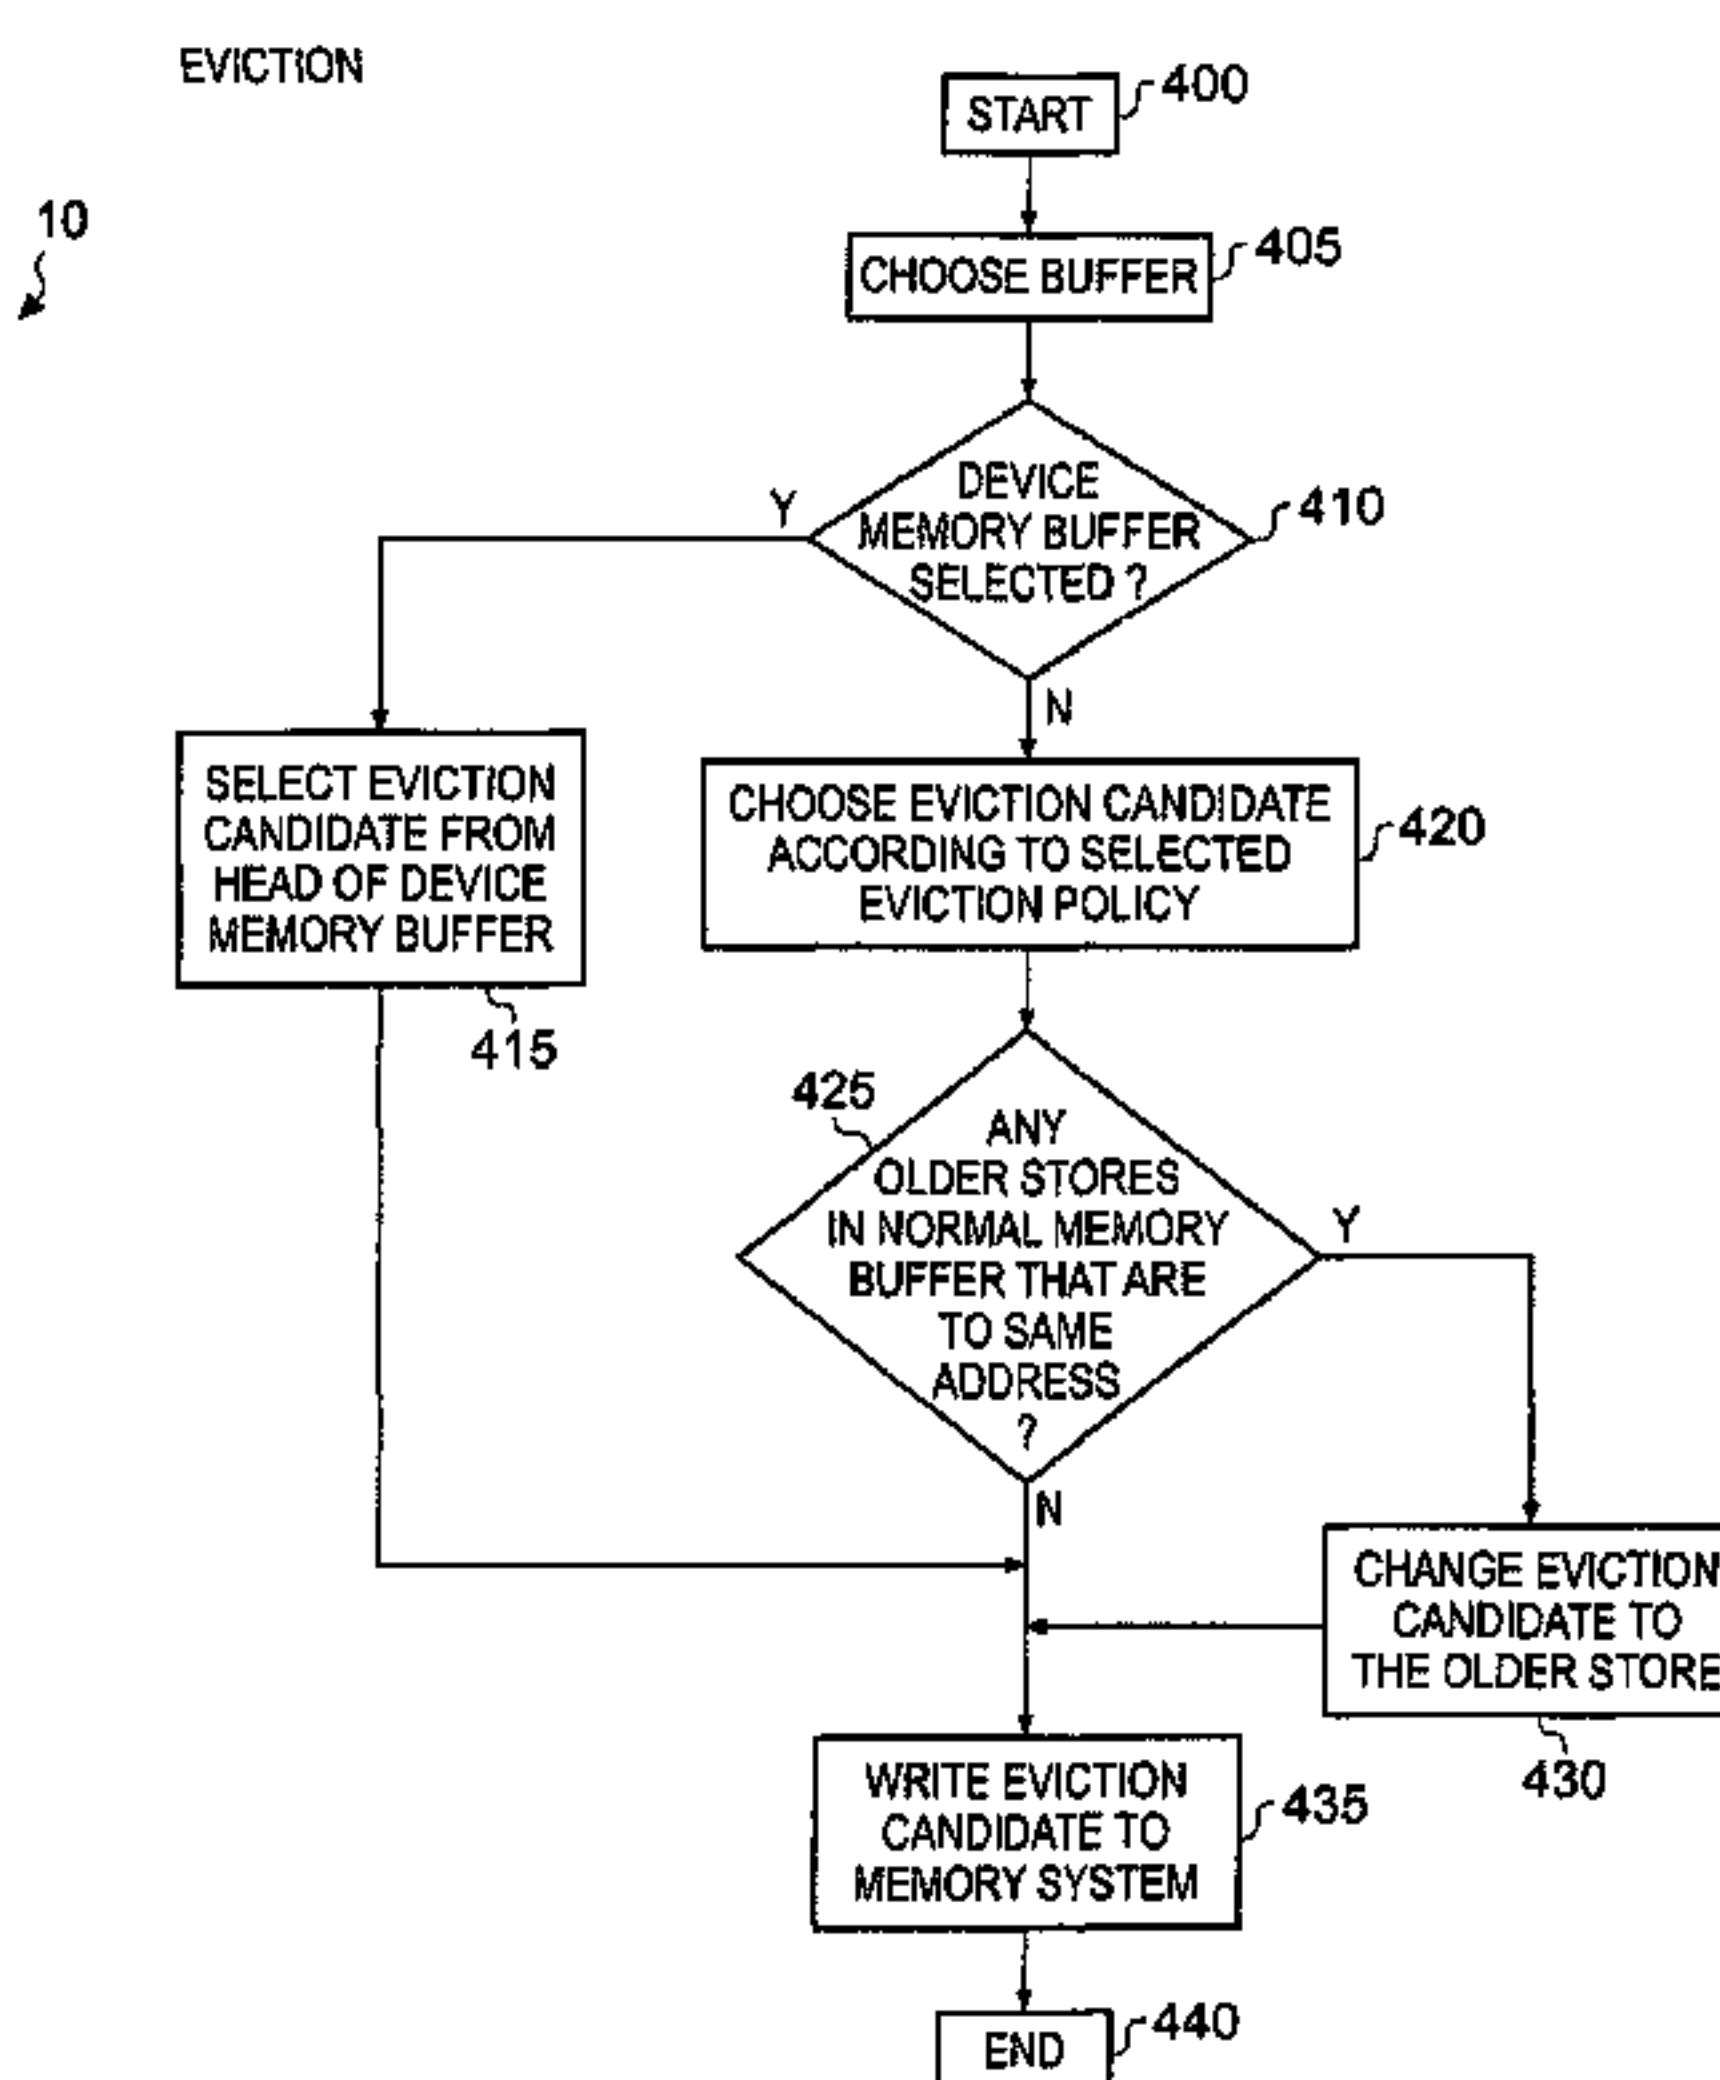 EVICTION
10
START
400
CHOOSE BUFFER
405
DEVICE
MEMORY BUFFER
SELECTED ?
410
Y
N
SELECT EVICTION
CANDIDATE FROM
HEAD OF DEVICE
MEMORY BUFFER
415
CHOOSE EVICTION CANDIDATE
ACCORDING TO SELECTED
EVICTION POLICY
420
425
ANY
OLDER STORES
IN NORMAL MEMORY
BUFFER THAT ARE
TO SAME
ADDRESS
?
Y
N
CHANGE EVICTION
CANDIDATE TO
THE OLDER STORE
430
WRITE EVICTION
CANDIDATE TO
MEMORY SYSTEM
435
END
440